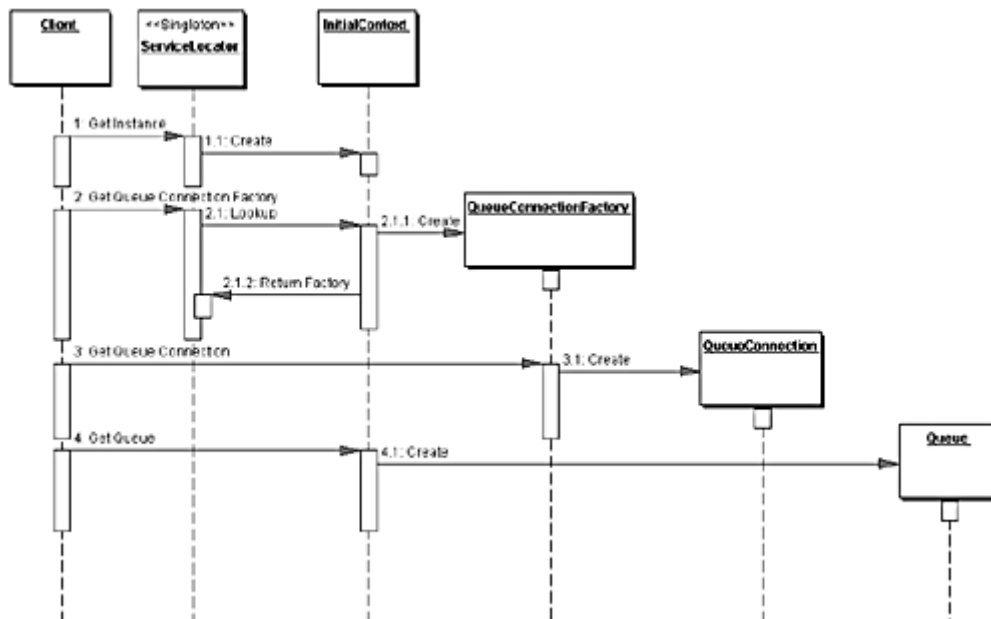 Client
<<Singleton>>
ServiceLocator
InitialContext
1 Get Instance
1.1: Create
2 Get Queue Connection Factory
2.1: Lookup
2.1.1: Create
QueueConnectionFactory
2.1.2: Return Factory
3 Get Queue Connection
3.1: Create
QueueConnection
4 Get Queue
4.1: Create
Queue